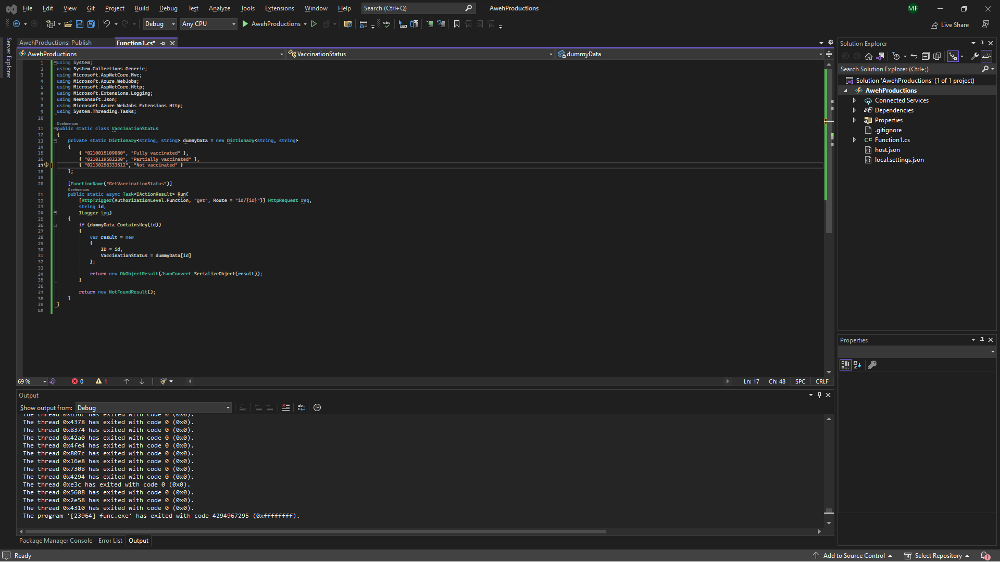 File Edit View Git Project Build Debug Test Analyze Tools Extensions Window Help Search (Ctrl+Q) AwehProductions MF
Debug Any CPU AwehProductions Live Share
Server Explorer
AwehProductions: Publish Function1.cs*
AwehProductions VaccinationStatus dummyData
1 using System;
2 using System.Collections.Generic;
3 using Microsoft.AspNetCore.Mvc;
4 using Microsoft.Azure.WebJobs;
5 using Microsoft.AspNetCore.Http;
6 using Microsoft.Extensions.Logging;
7 using Newtonsoft.Json;
8 using Microsoft.Azure.WebJobs.Extensions.Http;
9 using System.Threading.Tasks;
10
0 references
11 public static class VaccinationStatus
12 {
13 private static Dictionary<string, string> dummyData = new Dictionary<string, string>
14 {
15 { "0210015109080", "Fully vaccinated" },
16 { "0210119582230", "Partially vaccinated" },
17 { "02130256333612", "Not vaccinated" }
18 };
19
20 [FunctionName("GetVaccinationStatus")]
0 references
21 public static async Task<IActionResult> Run(
22 [HttpTrigger(AuthorizationLevel.Function, "get", Route = "id/{id}")] HttpRequest req,
23 string id,
24 ILogger log)
25 {
26 if (dummyData.ContainsKey(id))
27 {
28 var result = new
29 {
30 ID = id,
31 VaccinationStatus = dummyData[id]
32 };
33
34 return new OkObjectResult(JsonConvert.SerializeObject(result));
35 }
36
37 return new NotFoundResult();
38 }
39 }
40
69 % 0 1 Ln: 17 Ch: 48 SPC CRLF
Output
Show output from: Debug
The thread 0x4378 has exited with code 0 (0x0).
The thread 0x8374 has exited with code 0 (0x0).
The thread 0x42a0 has exited with code 0 (0x0).
The thread 0x4fe4 has exited with code 0 (0x0).
The thread 0x807c has exited with code 0 (0x0).
The thread 0x16e8 has exited with code 0 (0x0).
The thread 0x7308 has exited with code 0 (0x0).
The thread 0x4294 has exited with code 0 (0x0).
The thread 0xe3c has exited with code 0 (0x0).
The thread 0x5608 has exited with code 0 (0x0).
The thread 0x2e58 has exited with code 0 (0x0).
The thread 0x4310 has exited with code 0 (0x0).
The program '[23964] func.exe' has exited with code 4294967295 (0xffffffff).
Package Manager Console Error List Output
Solution Explorer
Search Solution Explorer (Ctrl+;)
Solution 'AwehProductions' (1 of 1 project)
AwehProductions
Connected Services
Dependencies
Properties
.gitignore
C# Function1.cs
host.json
local.settings.json
Properties
Ready Add to Source Control Select Repository 1